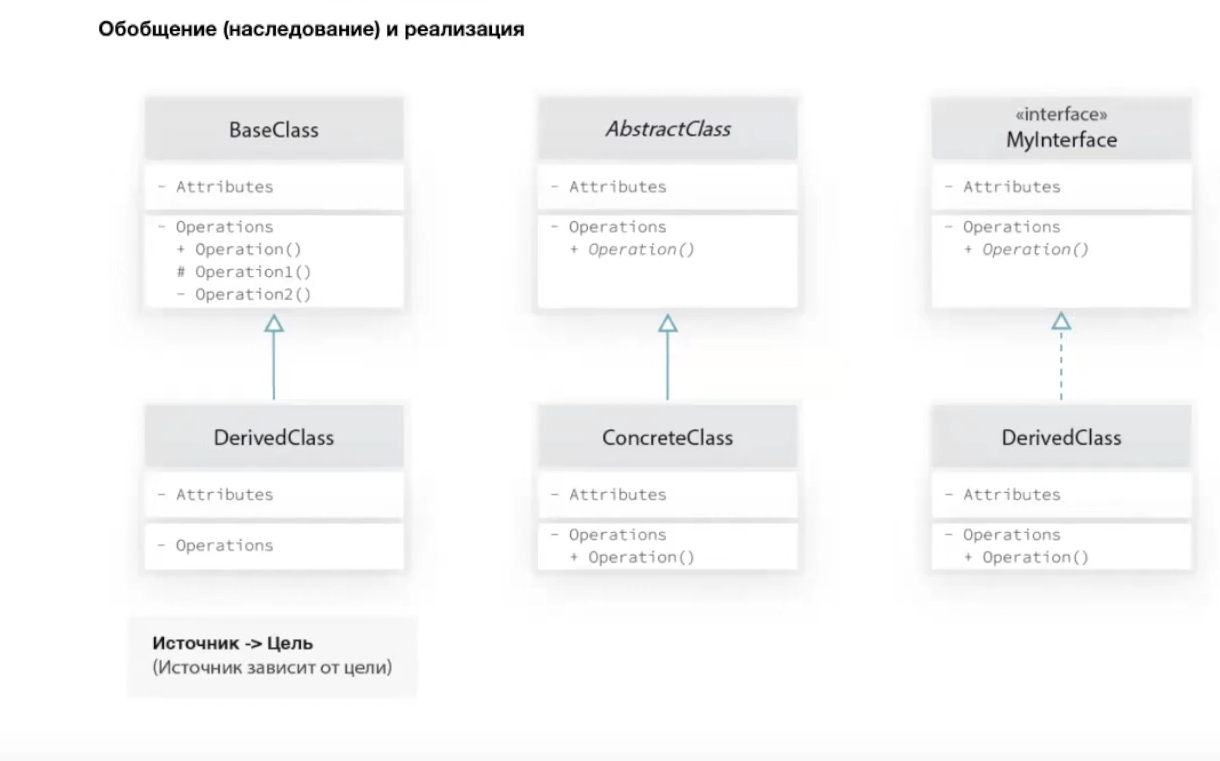 Обобщение (наследование) и реализация
BaseClass
- Attributes
- Operations
+ Operation()
# Operation1()
- Operation2()
AbstractClass
- Attributes
- Operations
+ Operation()
«interface»
MyInterface
- Attributes
- Operations
+ Operation()
DerivedClass
- Attributes
- Operations
ConcreteClass
- Attributes
- Operations
+ Operation()
DerivedClass
- Attributes
- Operations
+ Operation()
Источник -> Цель
(Источник зависит от цели)